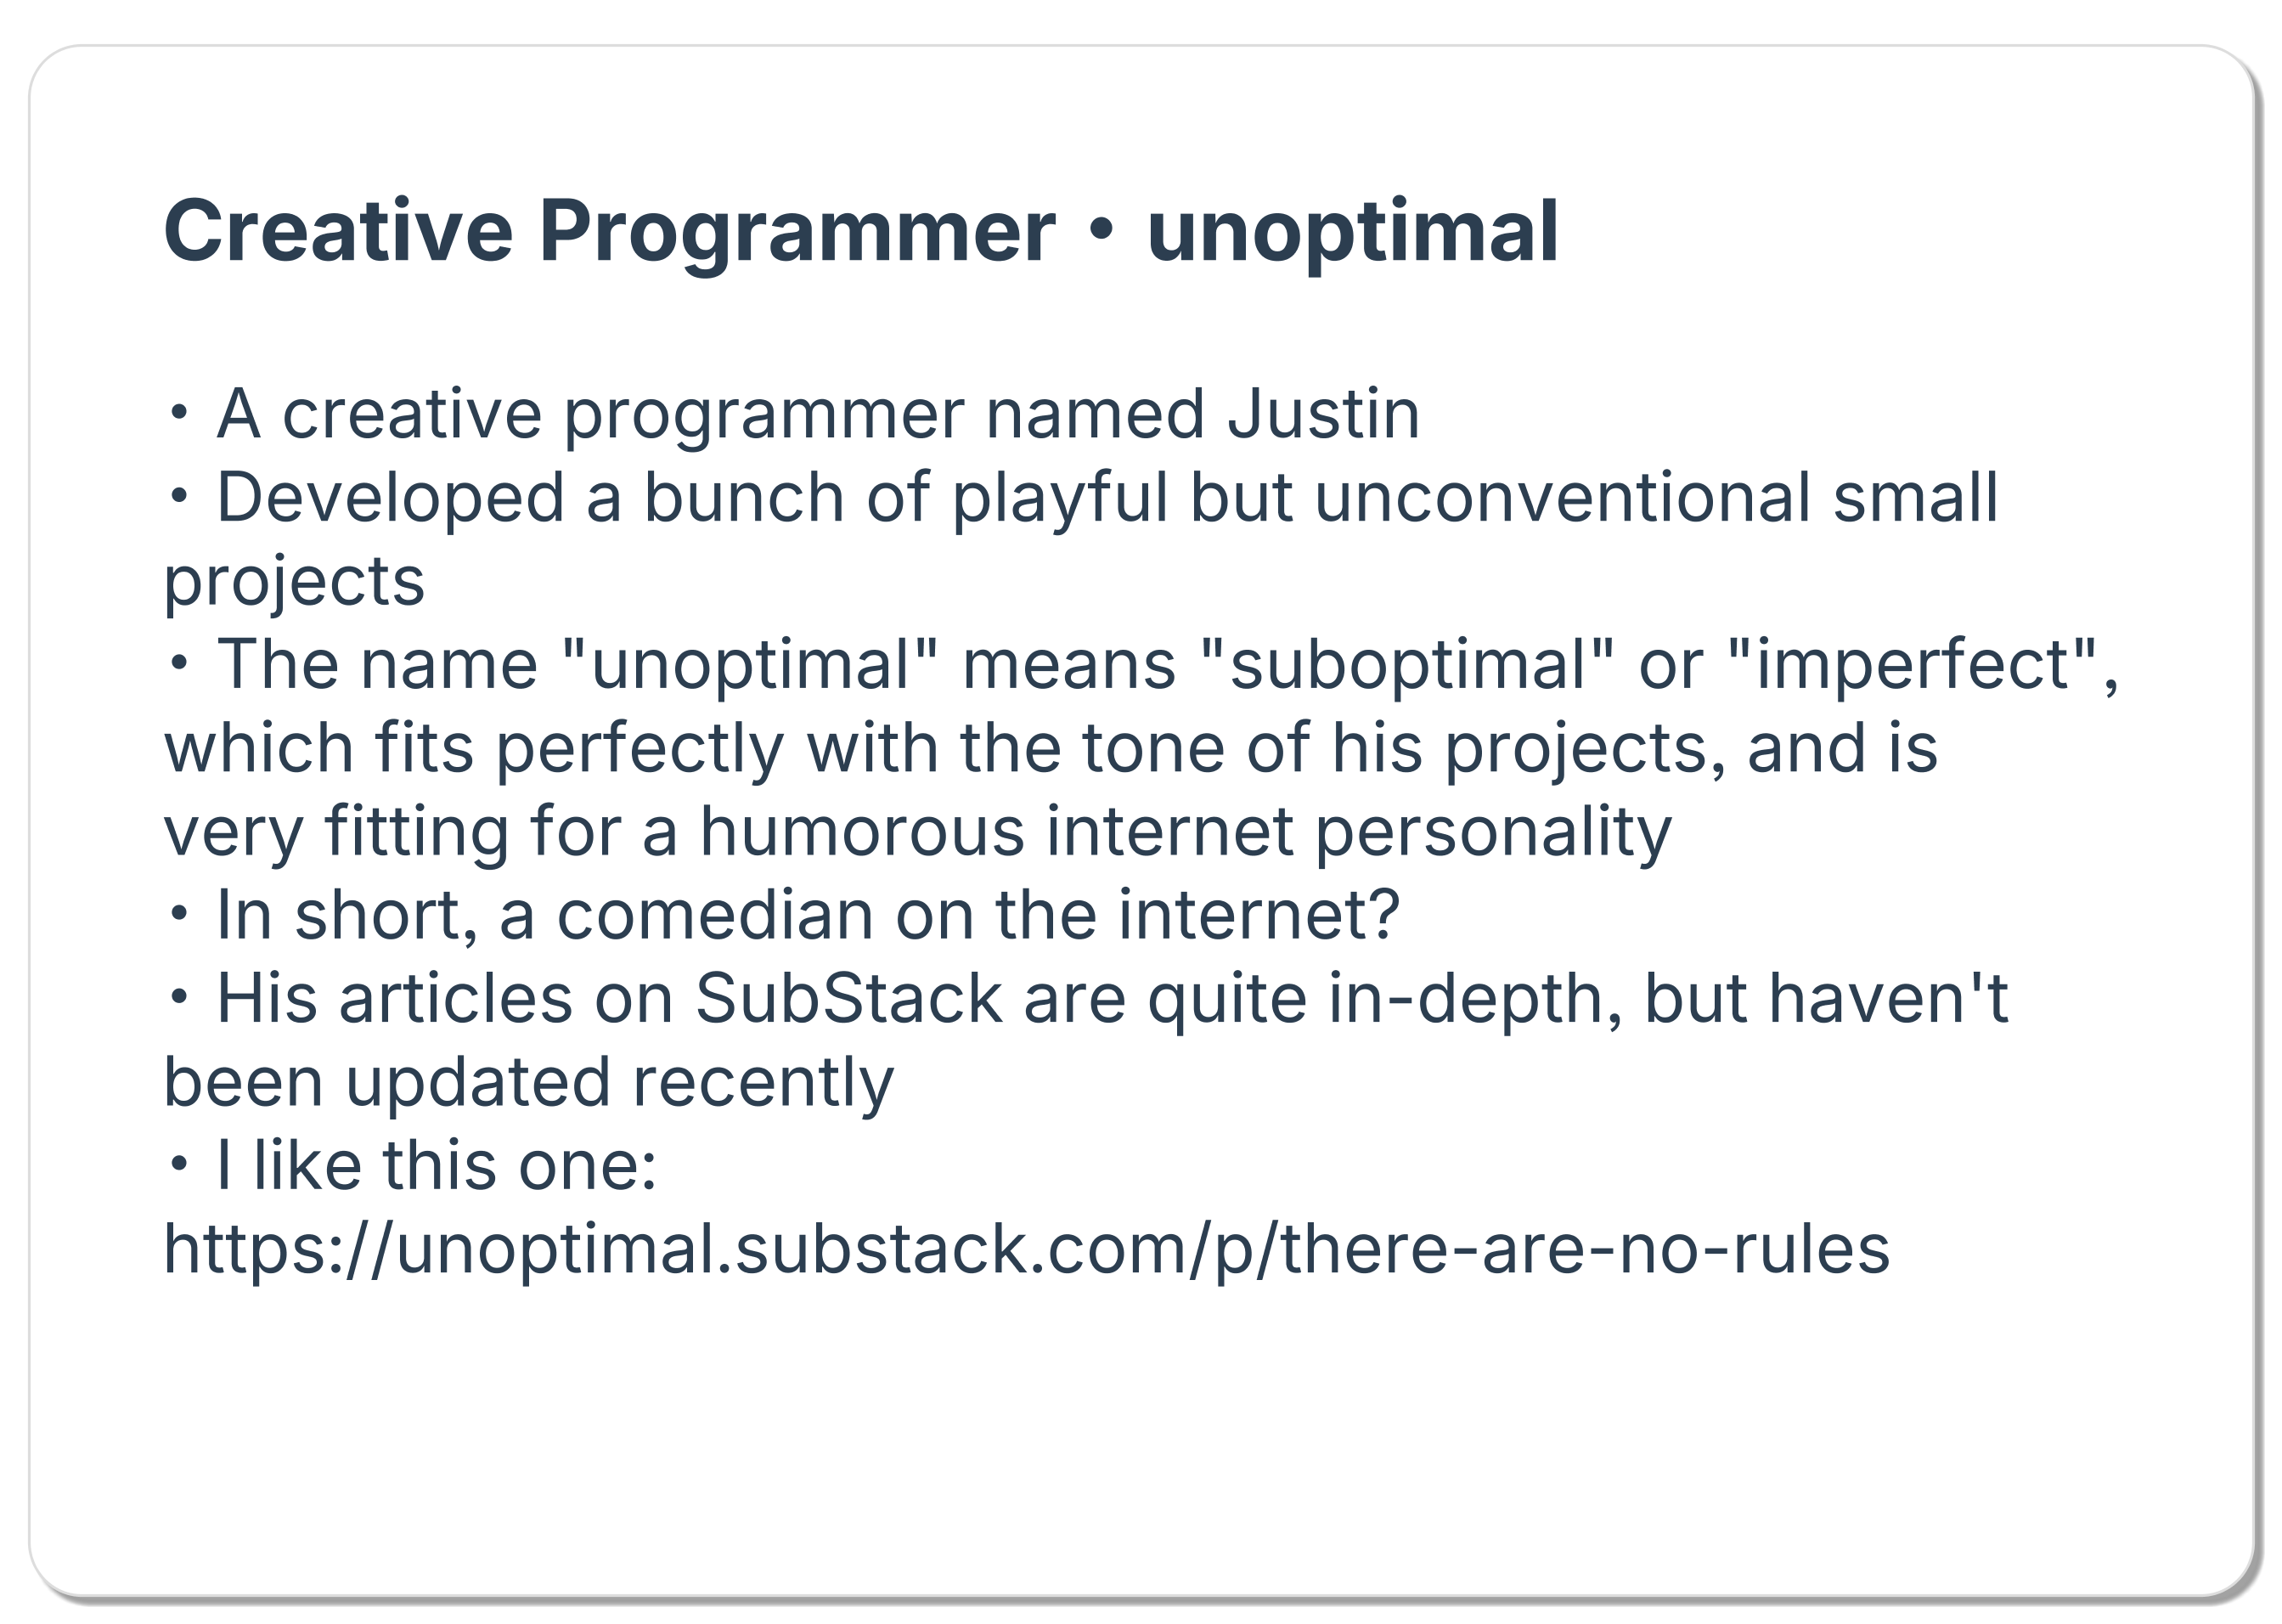 Creative Programmer • unoptimal
• A creative programmer named Justin
• Developed a bunch of playful but unconventional small
projects
• The name "unoptimal" means "suboptimal" or "imperfect",
which fits perfectly with the tone of his projects, and is
very fitting for a humorous internet personality
• In short, a comedian on the internet?
• His articles on SubStack are quite in-depth, but haven't
been updated recently
• I like this one:
https://unoptimal.substack.com/p/there-are-no-rules